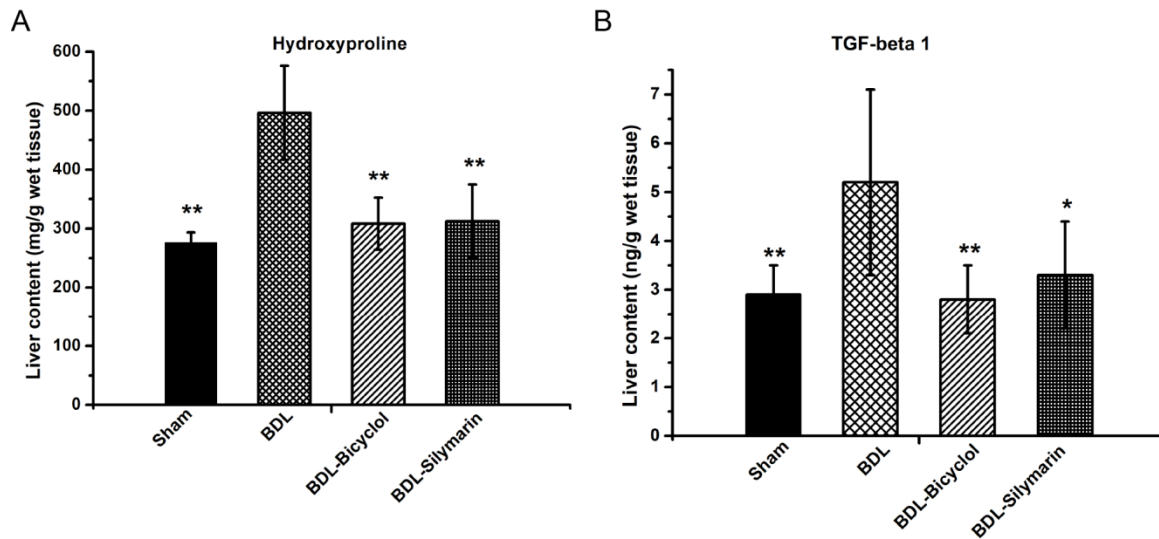 A
Hydroxyproline
Liver content (mg/g wet tissue)
600
500
400
300
200
100
0
**
**
**
Sham
BDL
BDL-Bicyclol
BDL-Silymarin
B
TGF-beta 1
Liver content (ng/g wet tissue)
7
6
5
4
3
2
1
0
**
**
*
Sham
BDL
BDL-Bicyclol
BDL-Silymarin